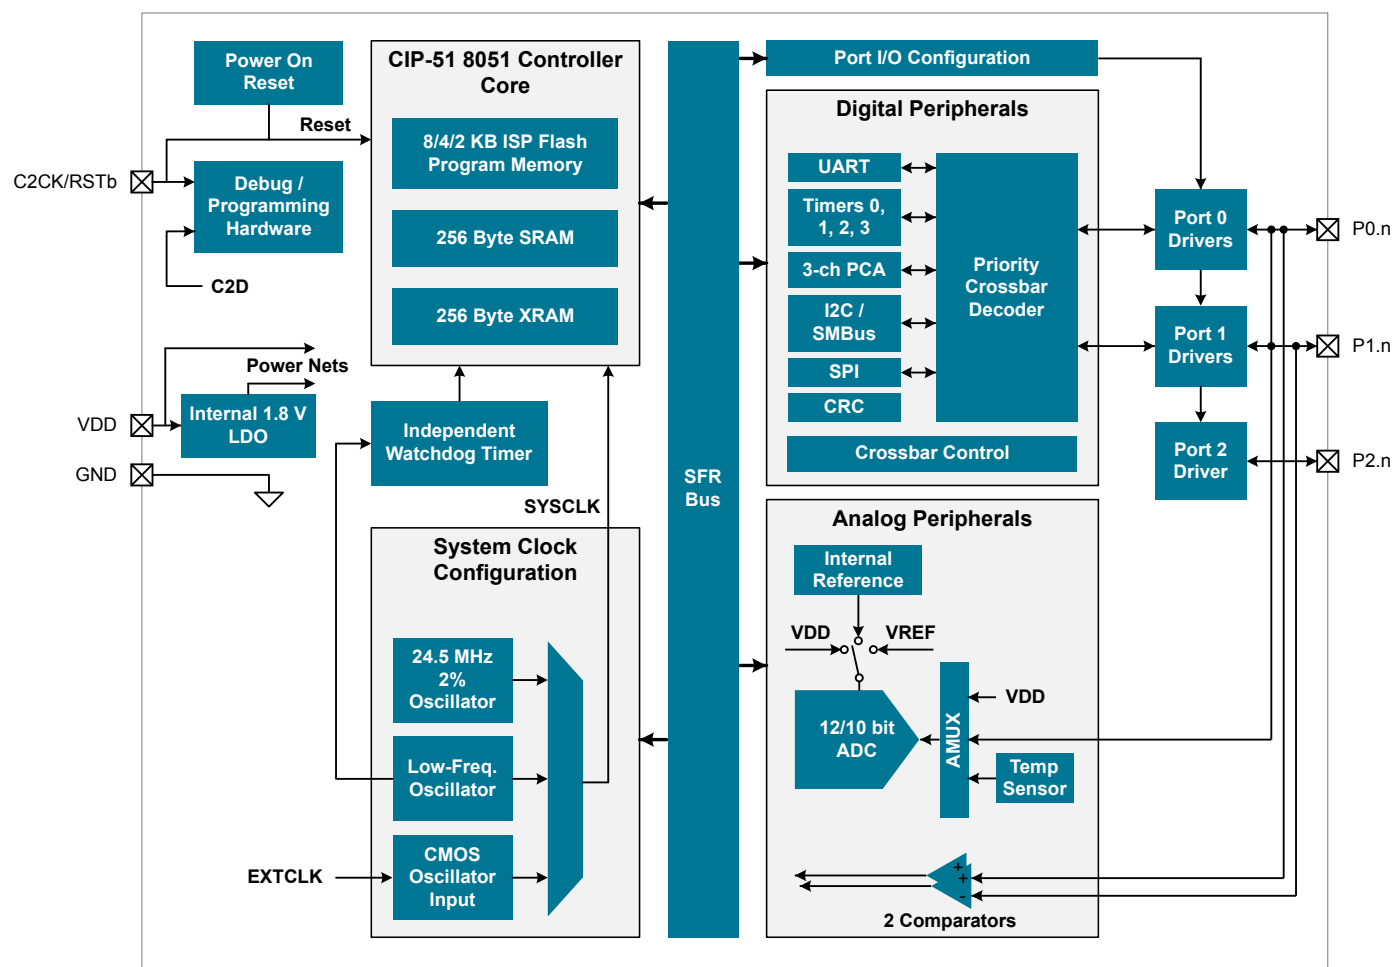 Power On
Reset
Reset
C2CK/RSTb
Debug /
Programming
Hardware
C2D
Power Nets
VDD
Internal 1.8 V
LDO
GND
CIP-51 8051 Controller
Core
8/4/2 KB ISP Flash
Program Memory
256 Byte SRAM
256 Byte XRAM
Independent
Watchdog Timer
SYSCLK
System Clock
Configuration
24.5 MHz
2%
Oscillator
Low-Freq.
Oscillator
EXTCLK
CMOS
Oscillator
Input
SFR
Bus
Port I/O Configuration
Digital Peripherals
UART
Timers 0,
1, 2, 3
3-ch PCA
I2C /
SMBus
SPI
CRC
Priority
Crossbar
Decoder
Crossbar Control
Port 0
Drivers
P0.n
Port 1
Drivers
P1.n
Port 2
Driver
P2.n
Analog Peripherals
Internal
Reference
VDD
VREF
12/10 bit
ADC
AMUX
VDD
Temp
Sensor
+
+
-
2 Comparators